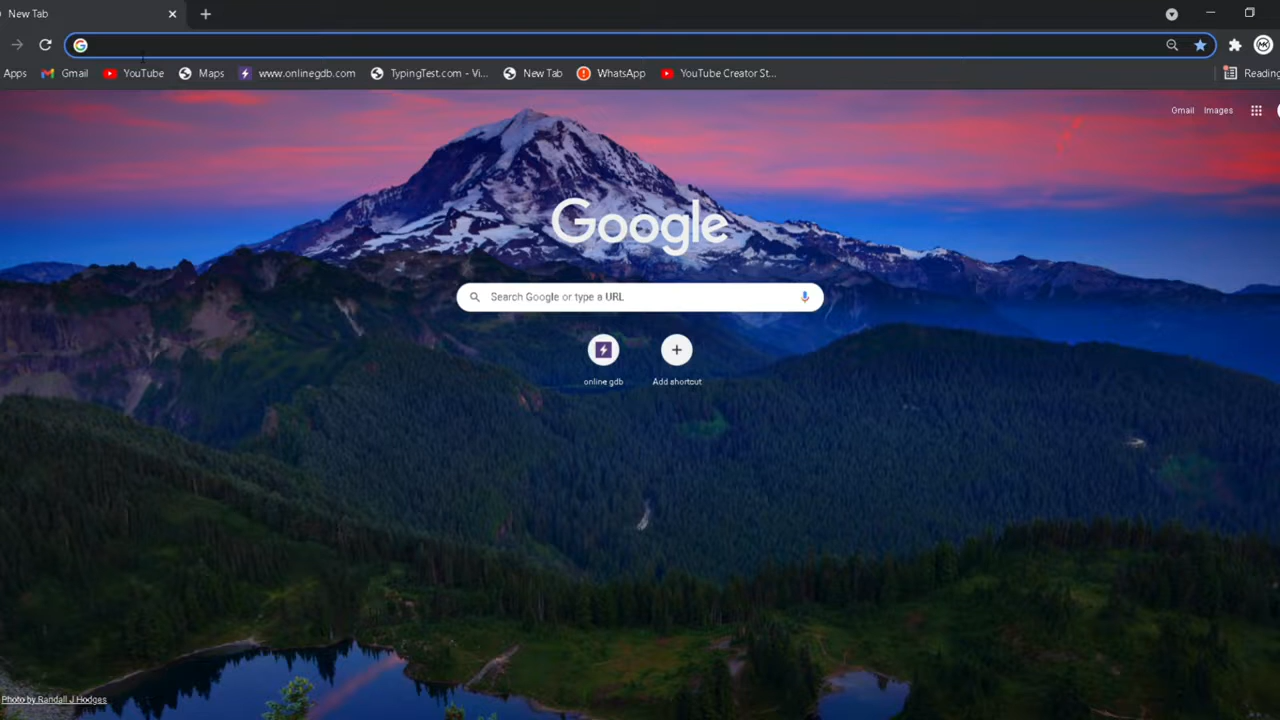 New Tab
Apps Gmail YouTube Maps www.onlinegdb.com TypingTest.com - Vi... New Tab WhatsApp YouTube Creator St... Reading
Gmail Images
Google
Search Google or type a URL
online gdb Add shortcut
Photo by Randall J Hodges